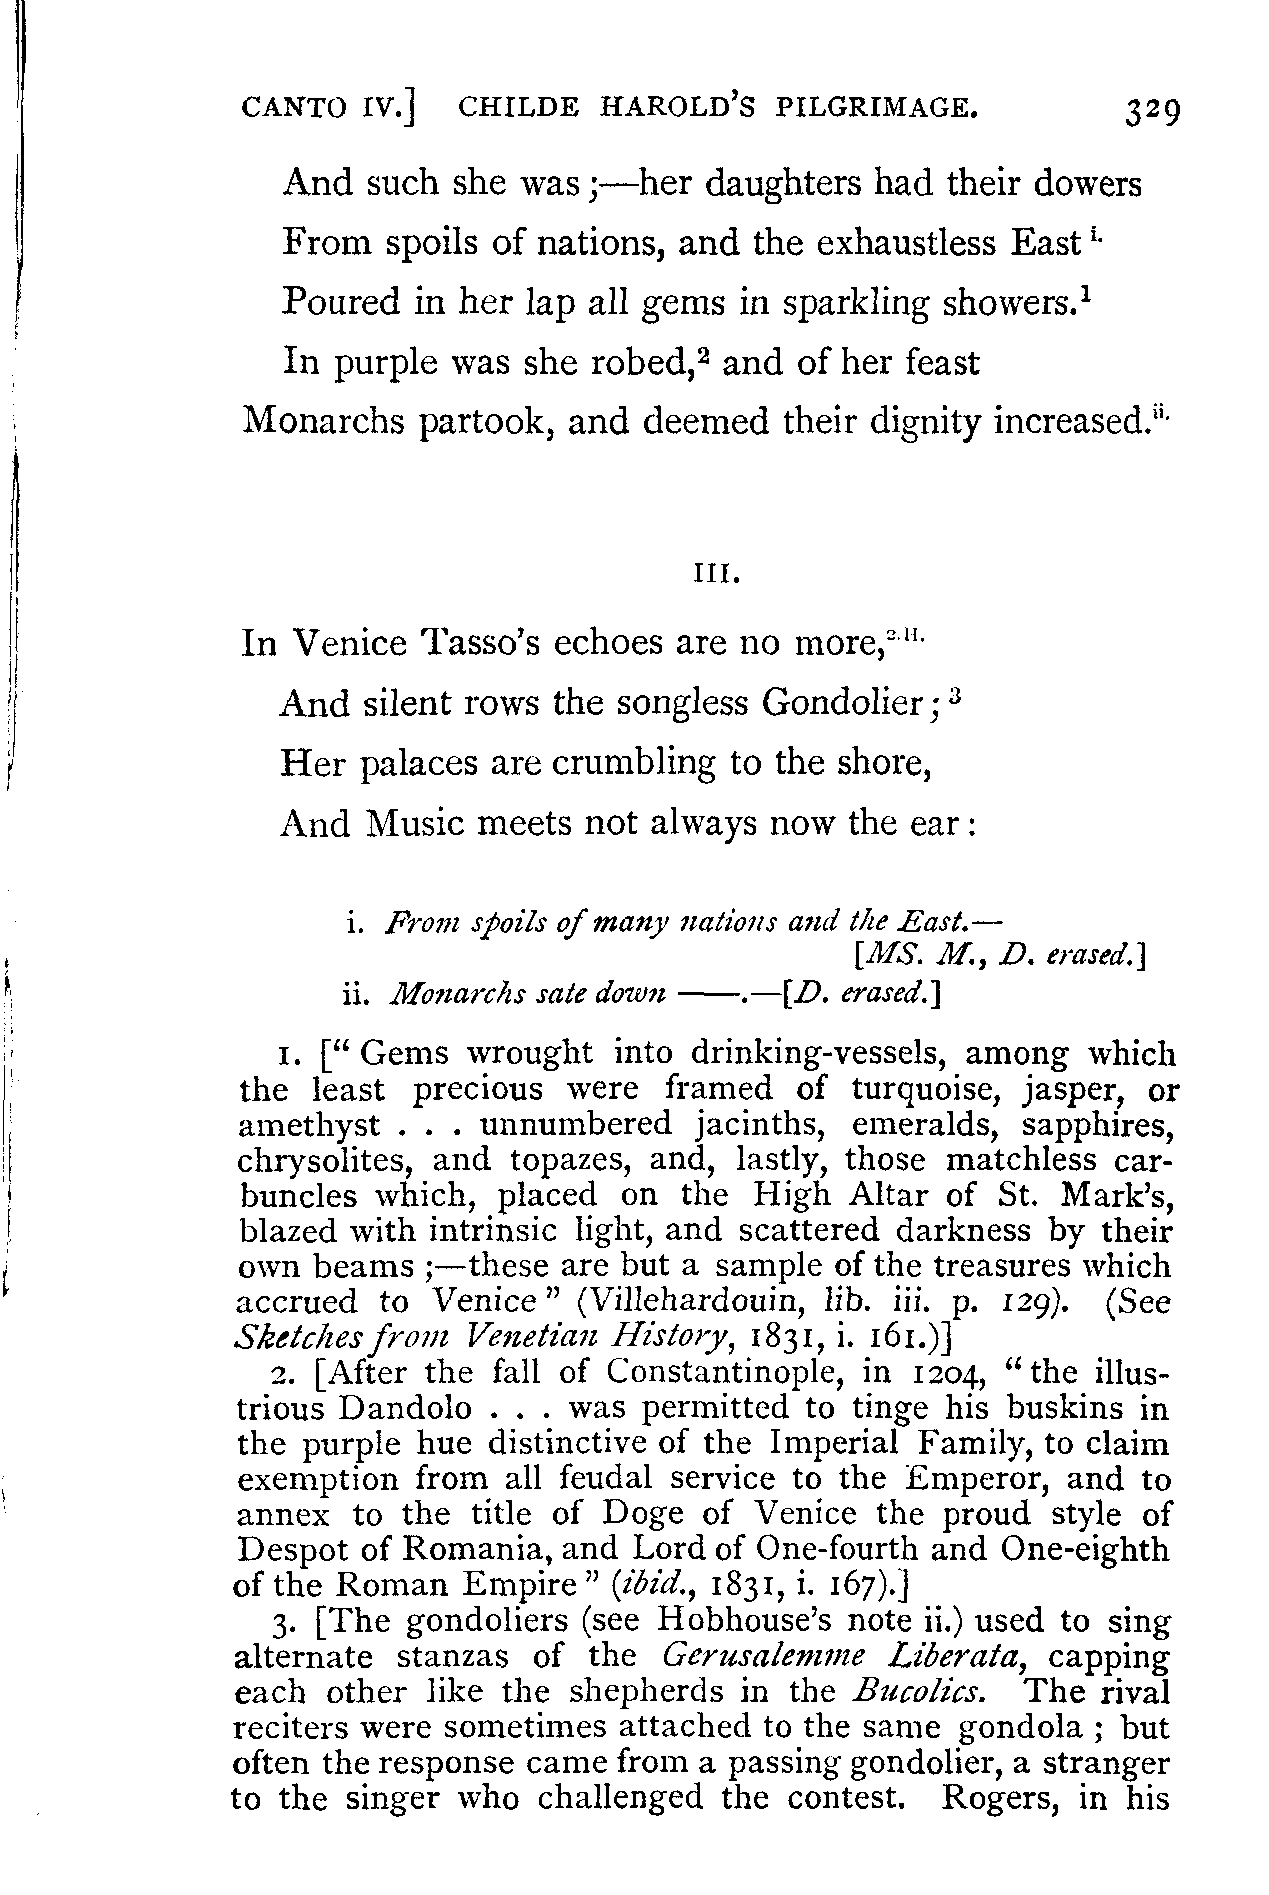 CANTO IV.] CHILDE HAROLD'S PILGRIMAGE. 329
And such she was ;—her daughters had their dowers
From spoils of nations, and the exhaustless East i.
Poured in her lap all gems in sparkling showers.¹
In purple was she robed,² and of her feast
Monarchs partook, and deemed their dignity increased.ii.
III.
In Venice Tasso's echoes are no more,2.H.
And silent rows the songless Gondolier ; ³
Her palaces are crumbling to the shore,
And Music meets not always now the ear :
i. From spoils of many nations and the East.—
[MS. M., D. erased.]
ii. Monarchs sate down ——.—[D. erased.]
1. [“ Gems wrought into drinking-vessels, among which
the least precious were framed of turquoise, jasper, or
amethyst . . . unnumbered jacinths, emeralds, sapphires,
chrysolites, and topazes, and, lastly, those matchless car-
buncles which, placed on the High Altar of St. Mark's,
blazed with intrinsic light, and scattered darkness by their
own beams ;—these are but a sample of the treasures which
accrued to Venice ” (Villehardouin, lib. iii. p. 129). (See
Sketches from Venetian History, 1831, i. 161.)]
2. [After the fall of Constantinople, in 1204, “ the illus-
trious Dandolo . . . was permitted to tinge his buskins in
the purple hue distinctive of the Imperial Family, to claim
exemption from all feudal service to the Emperor, and to
annex to the title of Doge of Venice the proud style of
Despot of Romania, and Lord of One-fourth and One-eighth
of the Roman Empire ” (ibid., 1831, i. 167).]
3. [The gondoliers (see Hobhouse's note ii.) used to sing
alternate stanzas of the Gerusalemme Liberata, capping
each other like the shepherds in the Bucolics. The rival
reciters were sometimes attached to the same gondola ; but
often the response came from a passing gondolier, a stranger
to the singer who challenged the contest. Rogers, in his